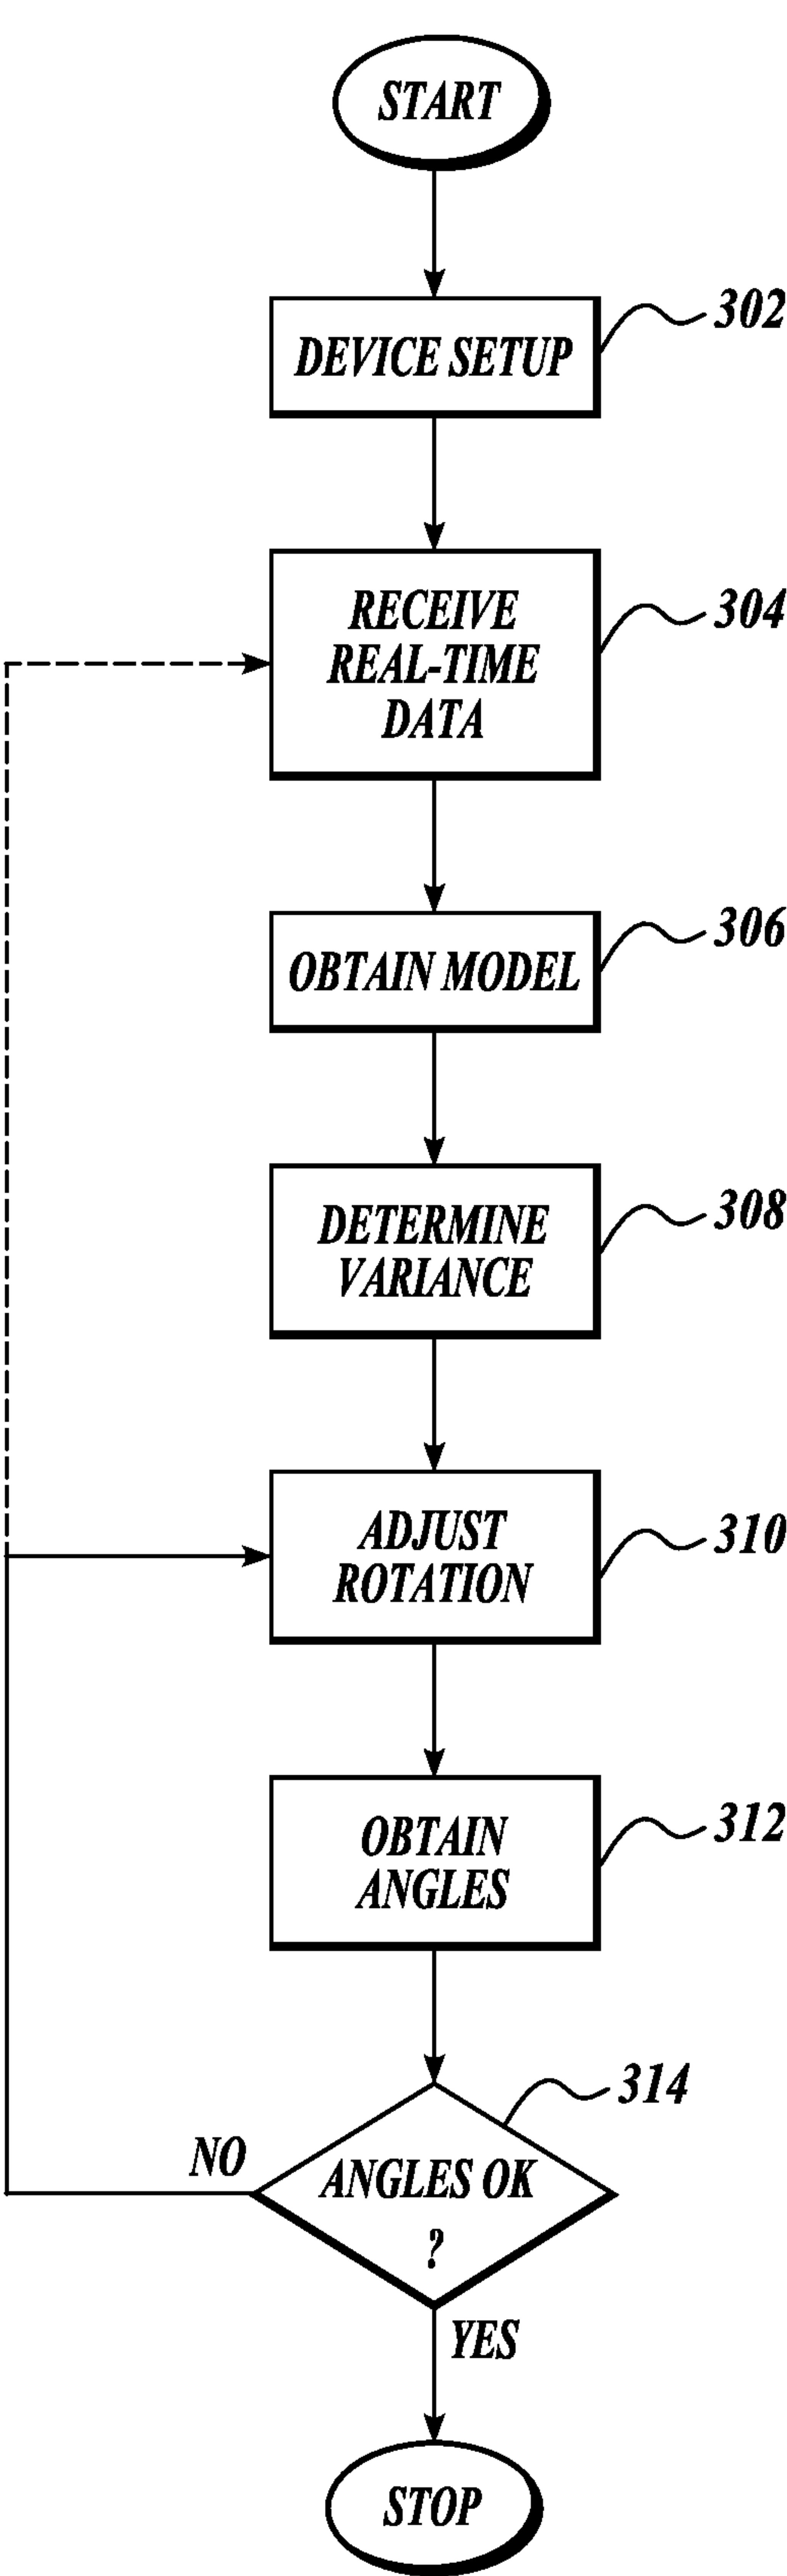 START
DEVICE SETUP
302
RECEIVE
REAL-TIME
DATA
304
OBTAIN MODEL
306
DETERMINE
VARIANCE
308
ADJUST
ROTATION
310
OBTAIN
ANGLES
312
314
ANGLES OK
?
NO
YES
STOP